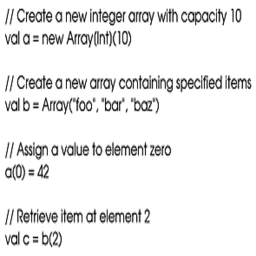 // Create a new integer array with capacity 10
val a = new Array(Int)(10)
// Create a new array containing specified items
val b = Array("foo", "bar", "baz")
// Assign a value to element zero
a(0) = 42
// Retrieve item at element 2
val c = b(2)